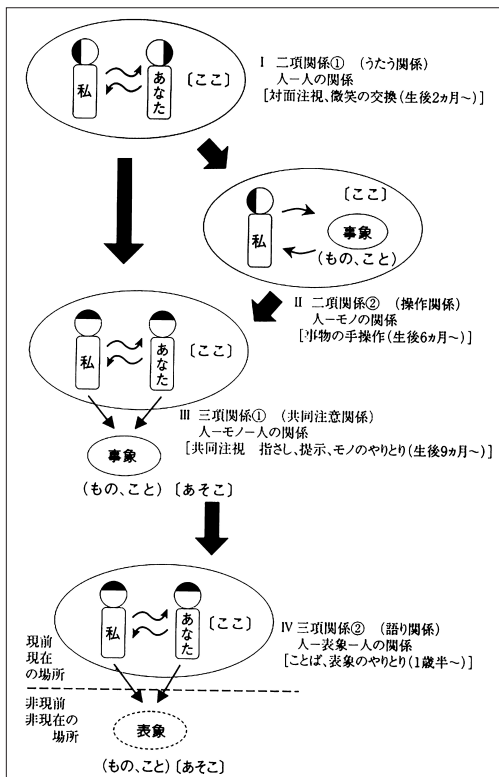 私
あなた
〔ここ〕
I 二項関係① (うたう関係)
人−人の関係
[対面注視、微笑の交換(生後2ヵ月〜)]
〔ここ〕
私
事象
(もの、こと)
II 二項関係② (操作関係)
人−モノの関係
[事物の手操作(生後6ヵ月〜)]
私
あなた
〔ここ〕
III 三項関係① (共同注意関係)
人−モノ−人の関係
[共同注視 指さし、提示、モノのやりとり(生後9ヵ月〜)]
事象
(もの、こと) 〔あそこ〕
私
あなた
〔ここ〕
IV 三項関係② (語り関係)
人−表象−人の関係
[ことば、表象のやりとり(1歳半〜)]
現前
現在
の場所
非現前
非現在の
場所
表象
(もの、こと) 〔あそこ〕